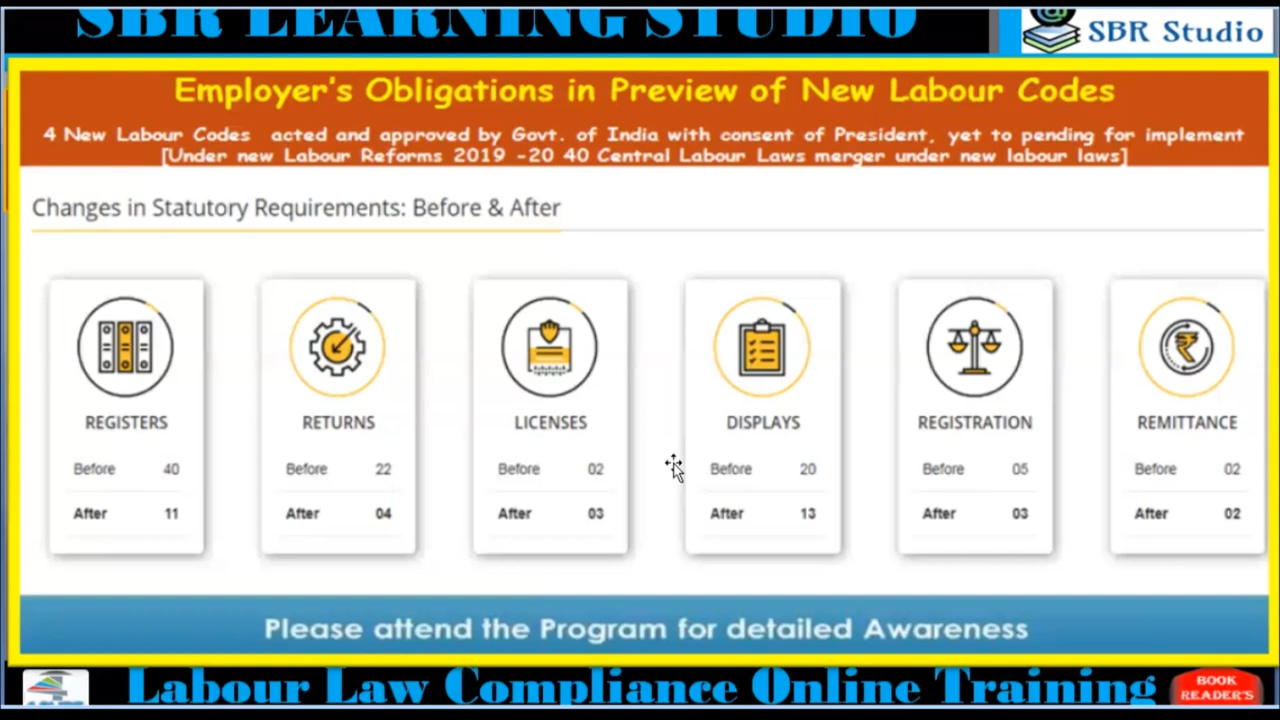 SBR LEARNING STUDIO
SBR Studio
Employer's Obligations in Preview of New Labour Codes
4 New Labour Codes acted and approved by Govt. of India with consent of President, yet to pending for implement
[Under new Labour Reforms 2019 -20 40 Central Labour Laws merger under new labour laws]
Changes in Statutory Requirements: Before & After
REGISTERS
Before 40
After 11
RETURNS
Before 22
After 04
LICENSES
Before 02
After 03
DISPLAYS
Before 20
After 13
REGISTRATION
Before 05
After 03
REMITTANCE
Before 02
After 02
Please attend the Program for detailed Awareness
Labour Law Compliance Online Training
BOOK
READER'S